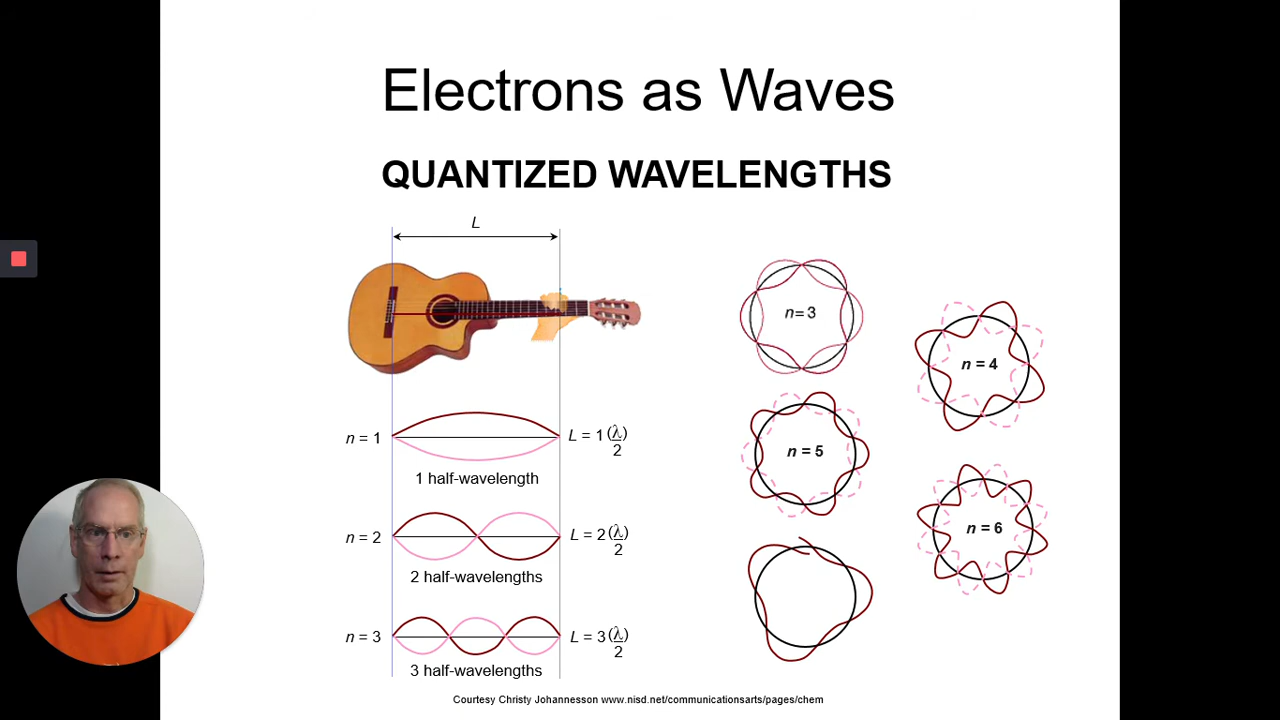 Electrons as Waves
QUANTIZED WAVELENGTHS
L
n = 1
L = 1(λ/2)
1 half-wavelength
n = 2
L = 2(λ/2)
2 half-wavelengths
n = 3
L = 3(λ/2)
3 half-wavelengths
n= 3
n = 4
n = 5
n = 6
Courtesy Christy Johannesson www.nisd.net/communicationsarts/pages/chem